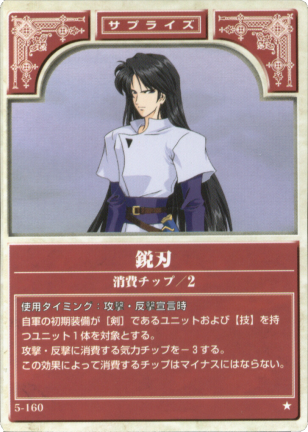 サプライズ
鋭刃
消費チップ／2
使用タイミング：攻撃・反撃宣言時
自軍の初期装備が［剣］であるユニットおよび【技】を持
つユニット1体を対象とする。
攻撃・反撃に消費する気力チップを－3する。
この効果によって消費するチップはマイナスにはならない。
5-160 ★